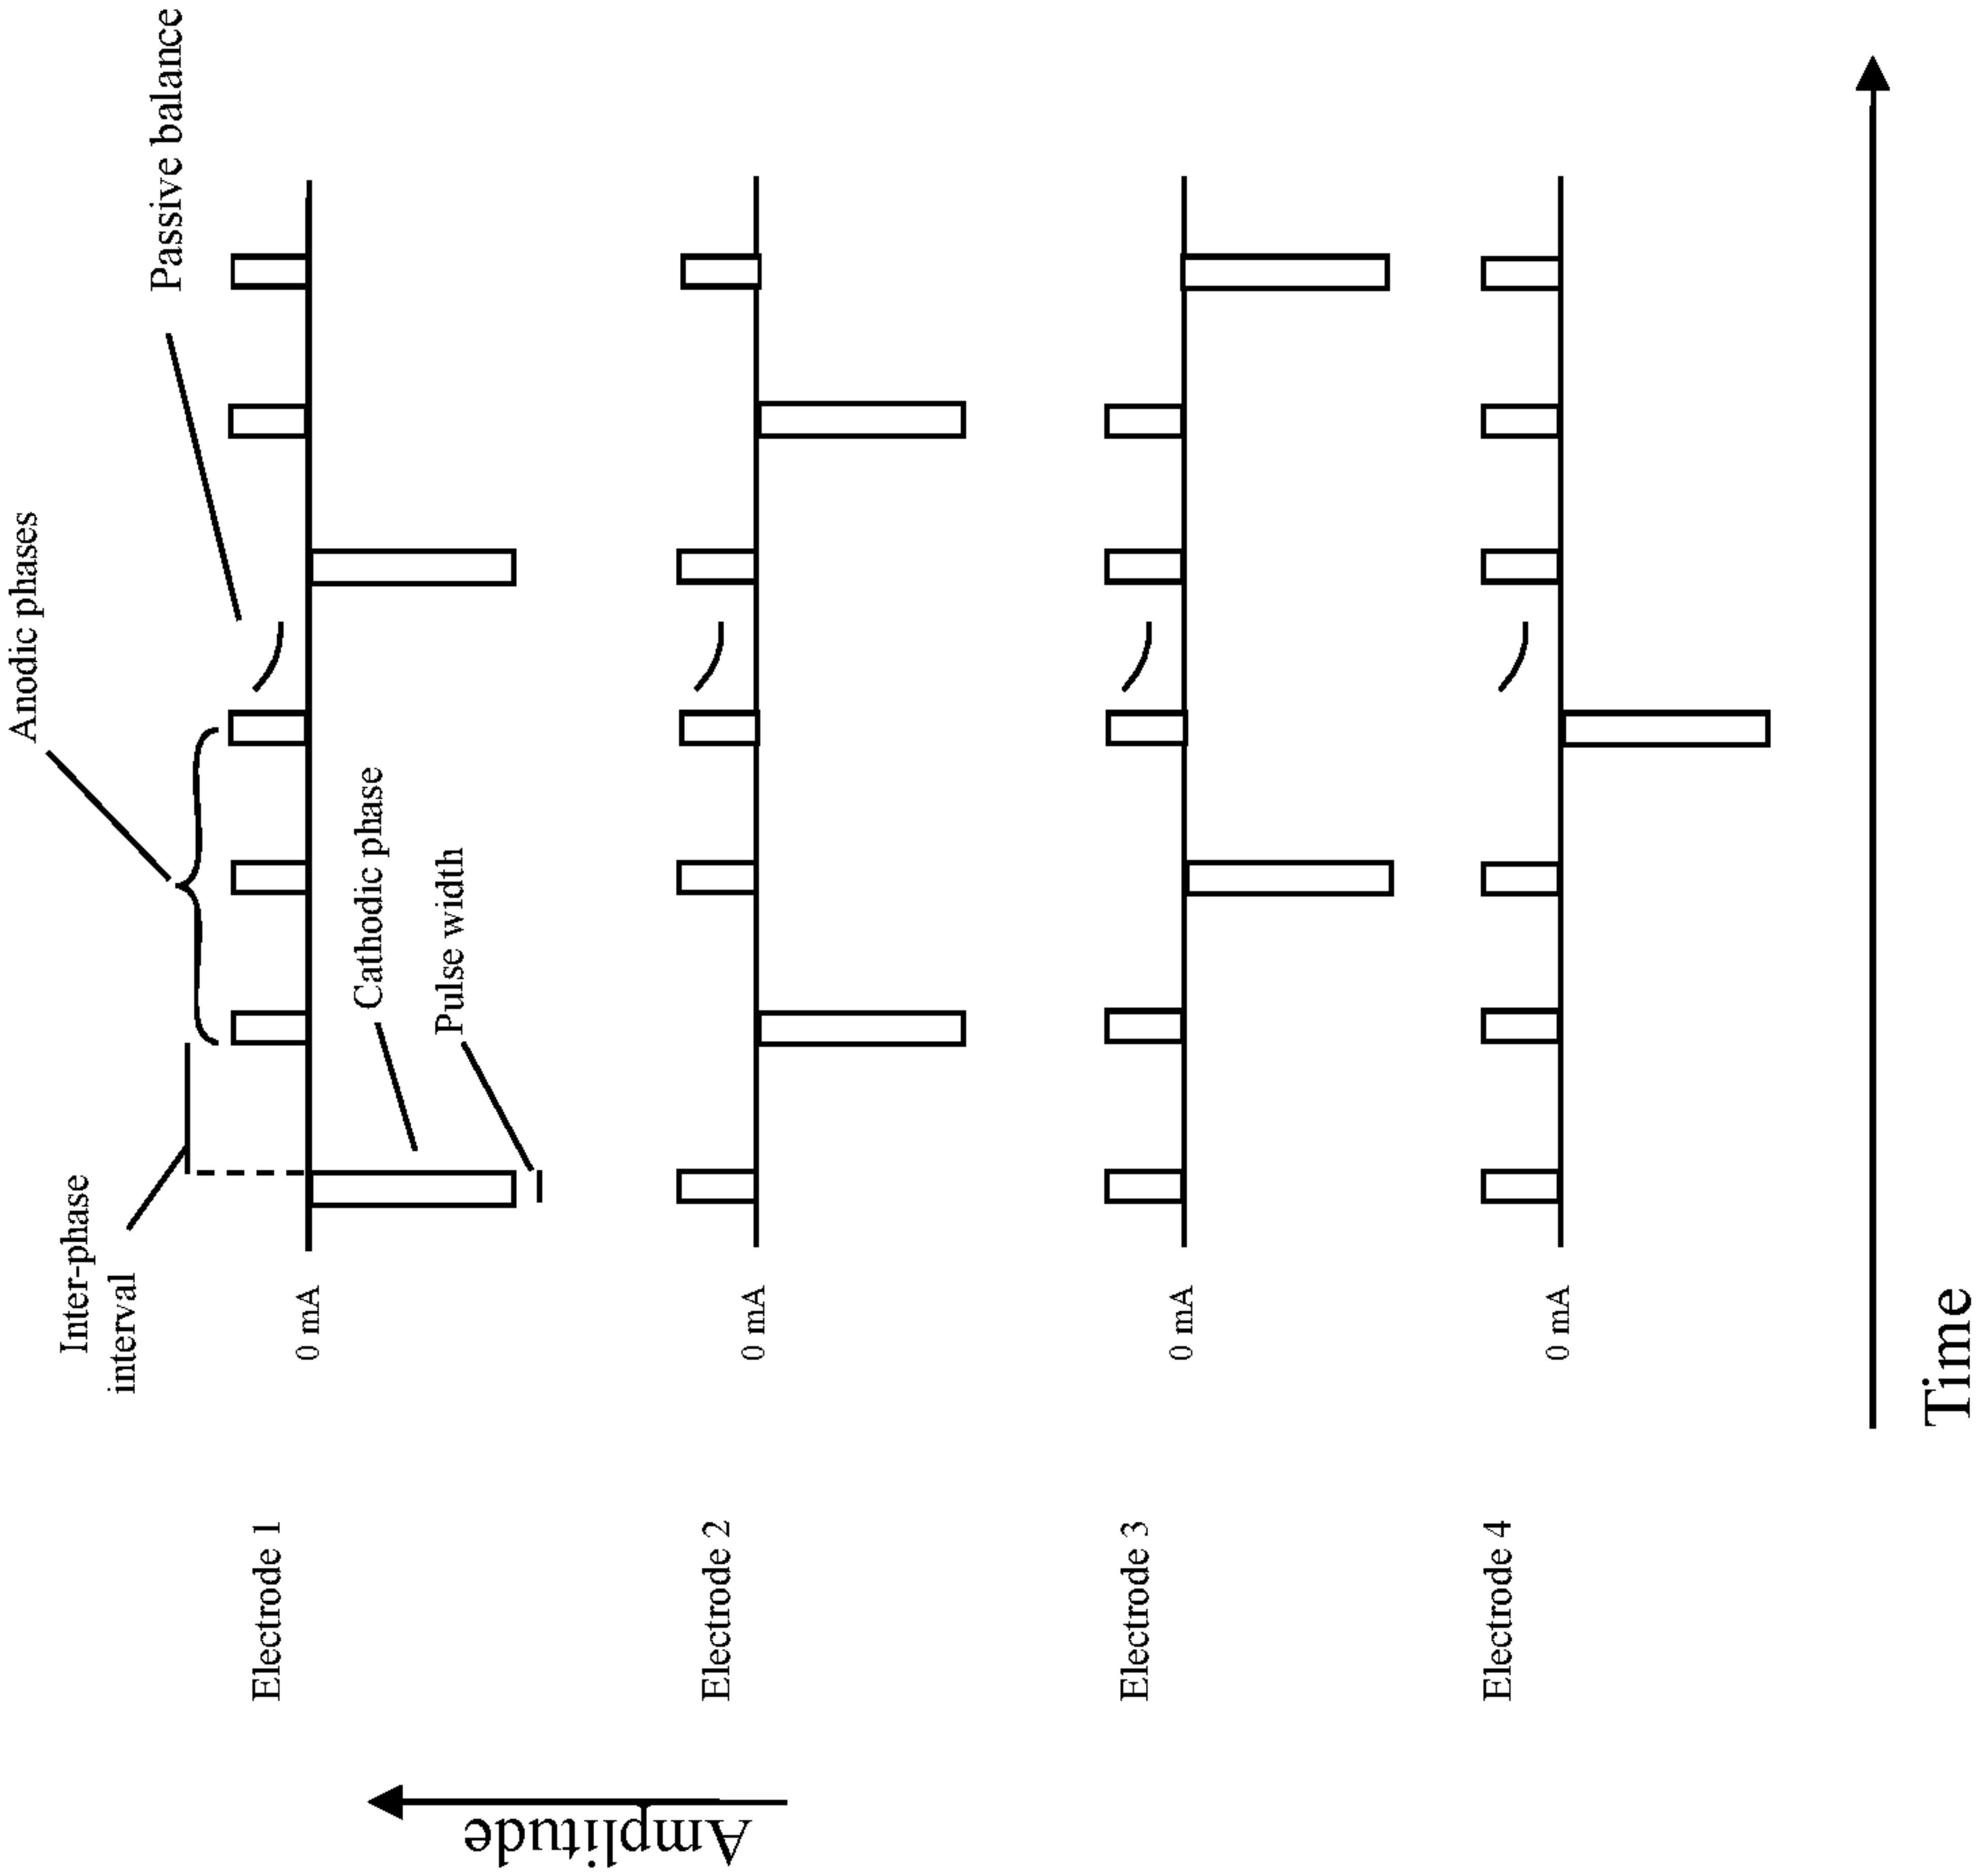 Anodic phases
Inter-phase
interval
Passive balance
Electrode 1
0 mA
Cathodic phase
Pulse width
Electrode 2
0 mA
Electrode 3
0 mA
Electrode 4
0 mA
Amplitude
Time